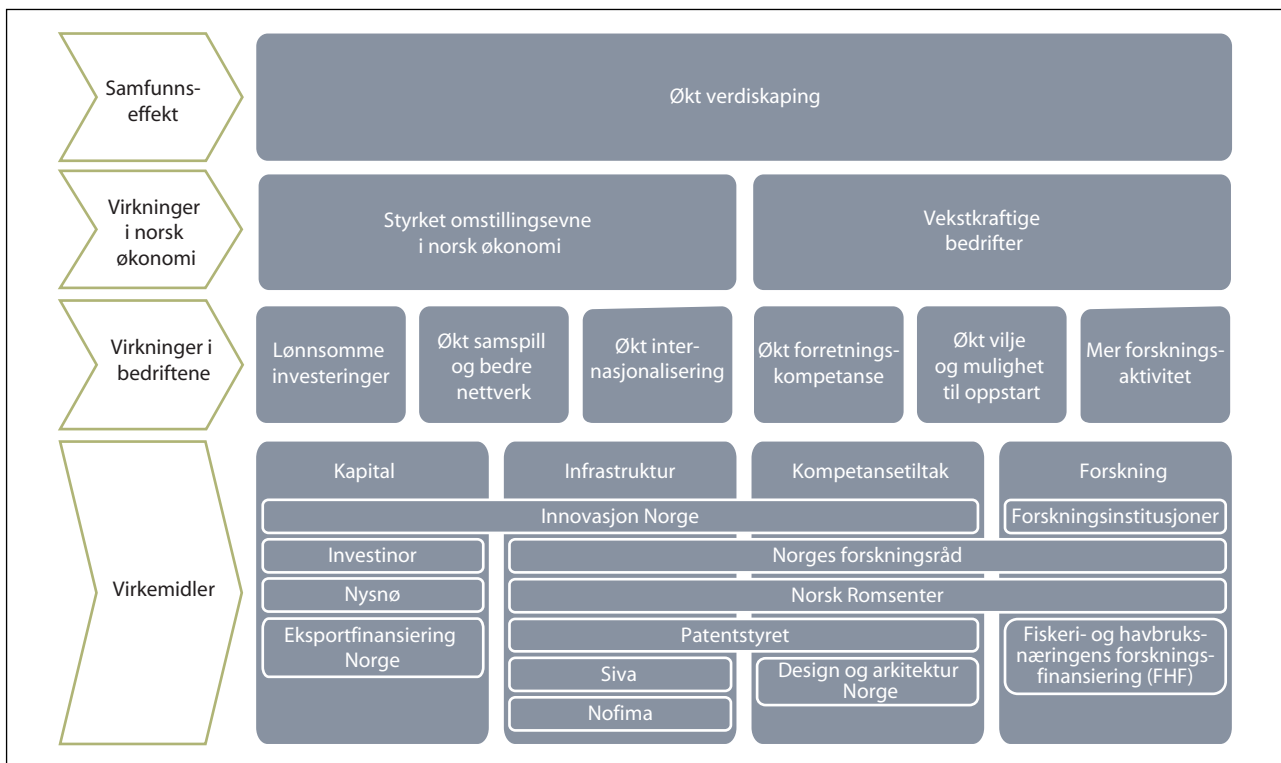 Samfunns-
effekt
Økt verdiskaping
Virkninger
i norsk
økonomi
Styrket omstillingsevne
i norsk økonomi
Vekstkraftige
bedrifter
Virkninger i
bedriftene
Lønnsomme
investeringer
Økt samspill
og bedre
nettverk
Økt inter-
nasjonalisering
Økt forretnings-
kompetanse
Økt vilje
og mulighet
til oppstart
Mer forsknings-
aktivitet
Virkemidler
Kapital
Infrastruktur
Kompetansetiltak
Forskning
Innovasjon Norge
Forskningsinstitusjoner
Investinor
Norges forskningsråd
Nysnø
Norsk Romsenter
Eksportfinansiering
Norge
Patentstyret
Fiskeri- og havbruks-
næringens forsknings-
finansiering (FHF)
Siva
Design og arkitektur
Norge
Nofima